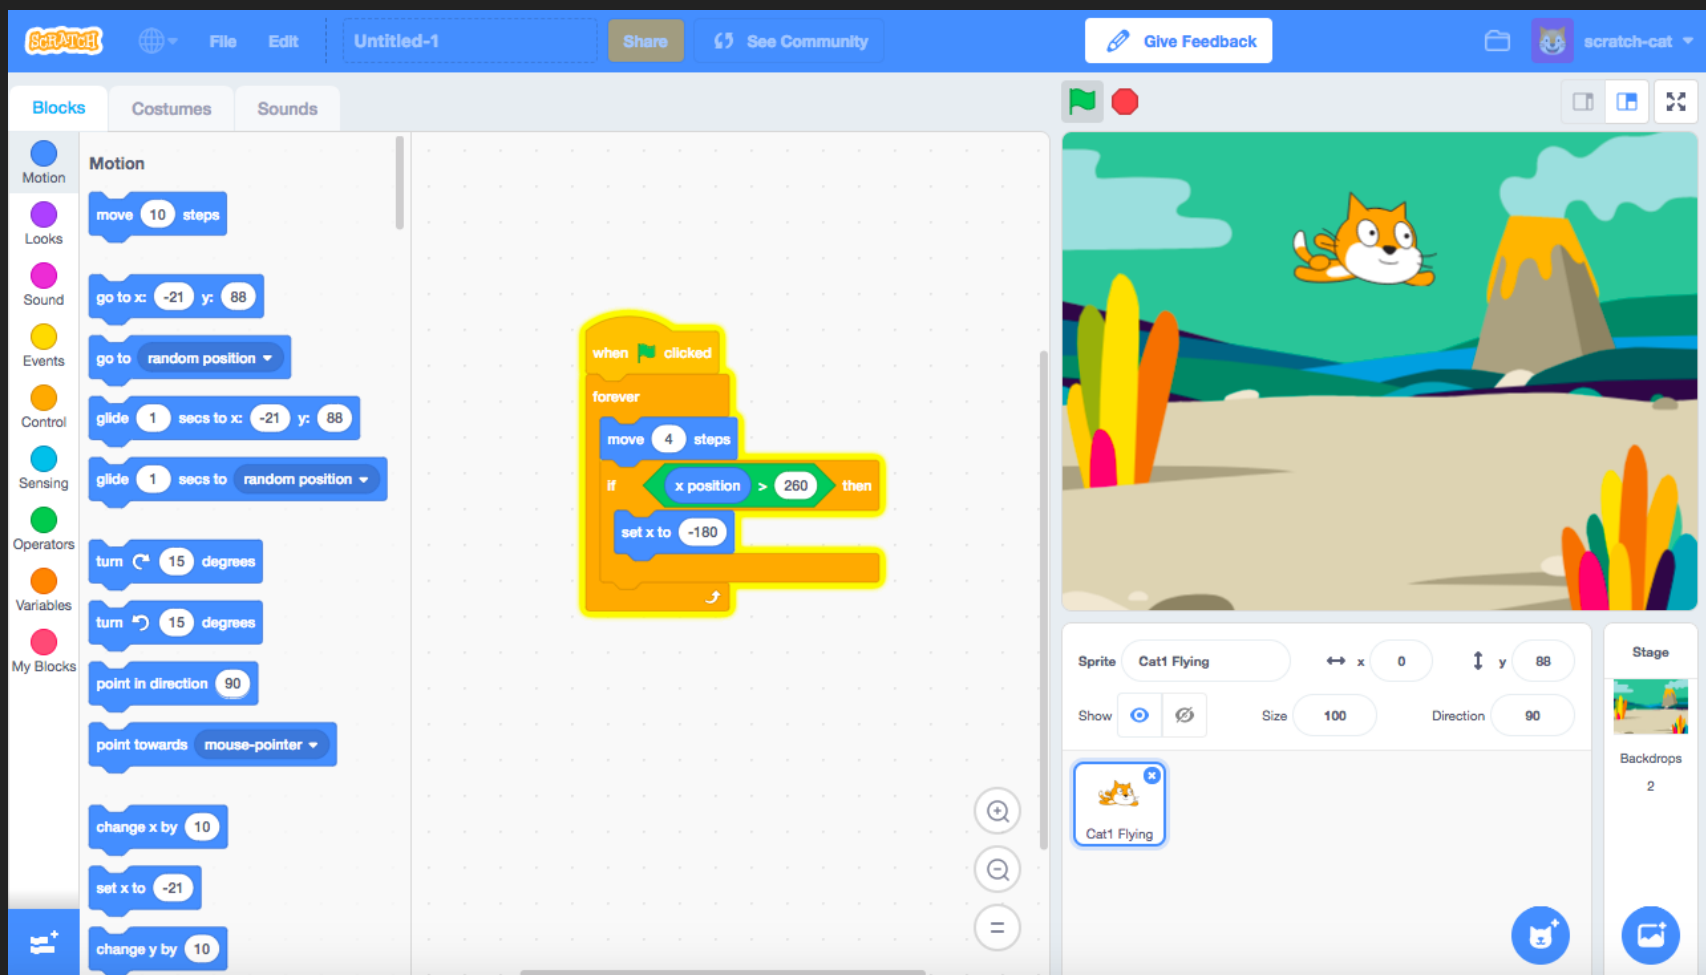 SCRATCH File Edit Untitled-1 Share See Community Give Feedback scratch-cat
Blocks Costumes Sounds
Motion
Looks
Sound
Events
Control
Sensing
Operators
Variables
My Blocks
Motion
move 10 steps
go to x: -21 y: 88
go to random position
glide 1 secs to x: -21 y: 88
glide 1 secs to random position
turn 15 degrees
turn 15 degrees
point in direction 90
point towards mouse-pointer
change x by 10
set x to -21
change y by 10
when clicked
forever
move 4 steps
if x position > 260 then
set x to -180
Sprite Cat1 Flying x 0 y 88
Show Size 100 Direction 90
Cat1 Flying
Stage
Backdrops
2